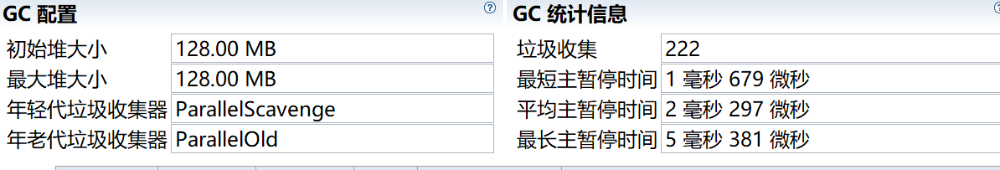 GC 配置
初始堆大小 128.00 MB
最大堆大小 128.00 MB
年轻代垃圾收集器 ParallelScavenge
年老代垃圾收集器 ParallelOld
GC 统计信息
垃圾收集 222
最短主暂停时间 1 毫秒 679 微秒
平均主暂停时间 2 毫秒 297 微秒
最长主暂停时间 5 毫秒 381 微秒